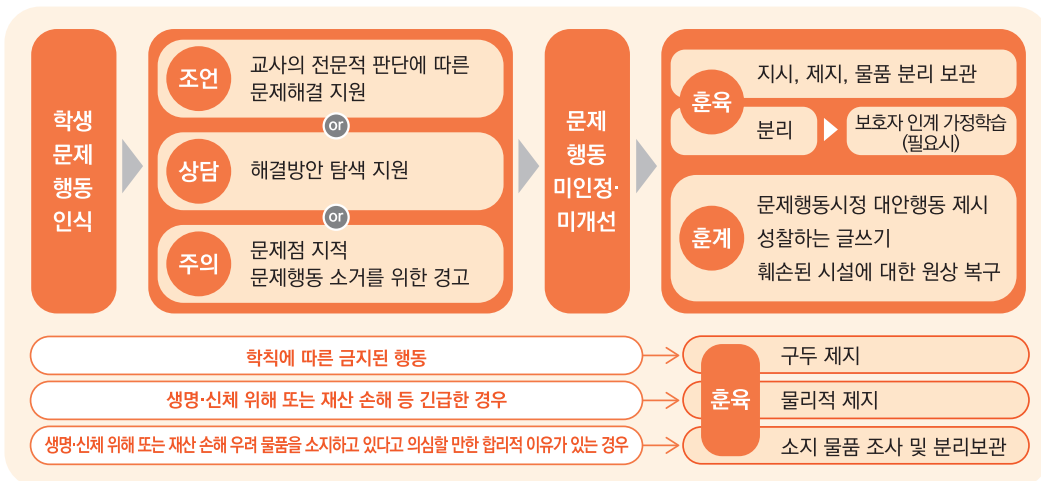 학생
문제
행동
인식
조언
교사의 전문적 판단에 따른
문제해결 지원
or
상담
해결방안 탐색 지원
or
주의
문제점 지적
문제행동 소거를 위한 경고
문제
행동
미인정·
미개선
훈육
지시, 제지, 물품 분리 보관
분리
보호자 인계 가정학습
(필요시)
훈계
문제행동시정 대안행동 제시
성찰하는 글쓰기
훼손된 시설에 대한 원상 복구
학칙에 따른 금지된 행동
생명·신체 위해 또는 재산 손해 등 긴급한 경우
생명·신체 위해 또는 재산 손해 우려 물품을 소지하고 있다고 의심할 만한 합리적 이유가 있는 경우
훈육
구두 제지
물리적 제지
소지 물품 조사 및 분리보관